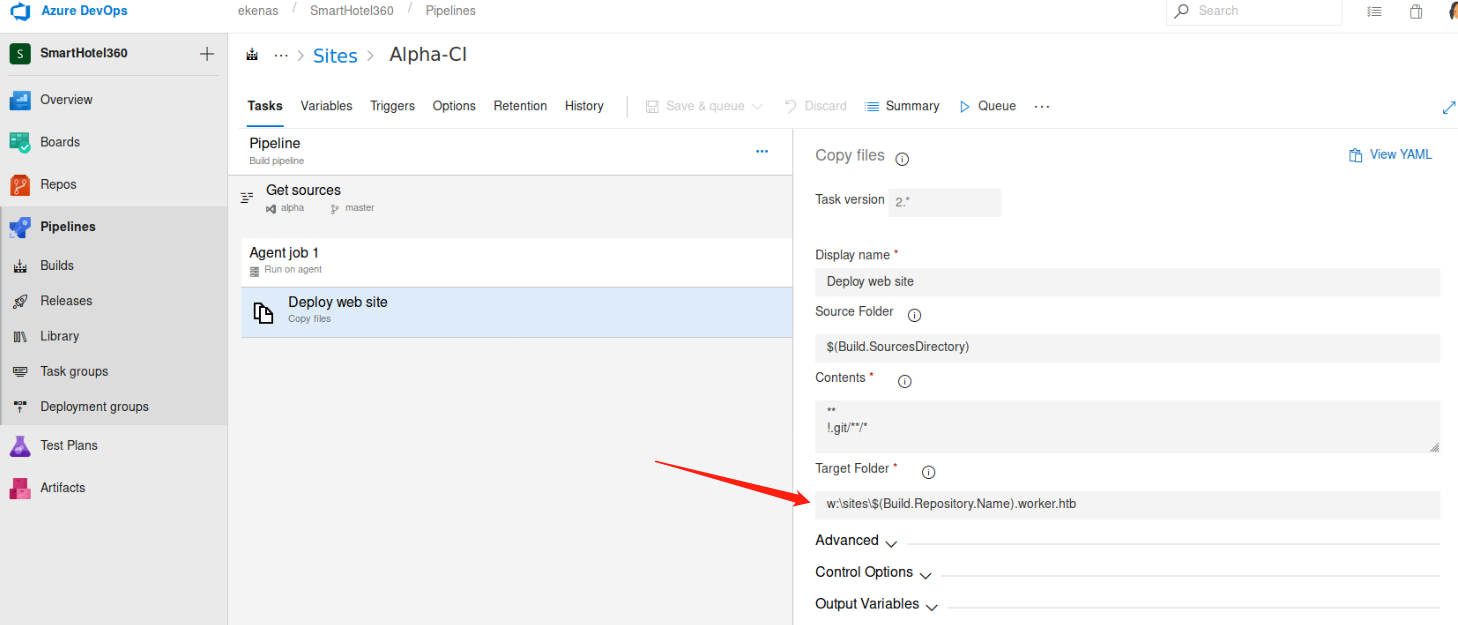 Azure DevOps
ekenas / SmartHotel360 / Pipelines
Search
S SmartHotel360
Overview
Boards
Repos
Pipelines
Builds
Releases
Library
Task groups
Deployment groups
Test Plans
Artifacts
··· > Sites > Alpha-CI
Tasks Variables Triggers Options Retention History Save & queue Discard Summary Queue ···
Pipeline
Build pipeline
Get sources
alpha master
Agent job 1
Run on agent
Deploy web site
Copy files
Copy files
View YAML
Task version 2.*
Display name *
Deploy web site
Source Folder
$(Build.SourcesDirectory)
Contents *
**
!.git/**/*
Target Folder *
w:\sites\$(Build.Repository.Name).worker.htb
Advanced
Control Options
Output Variables